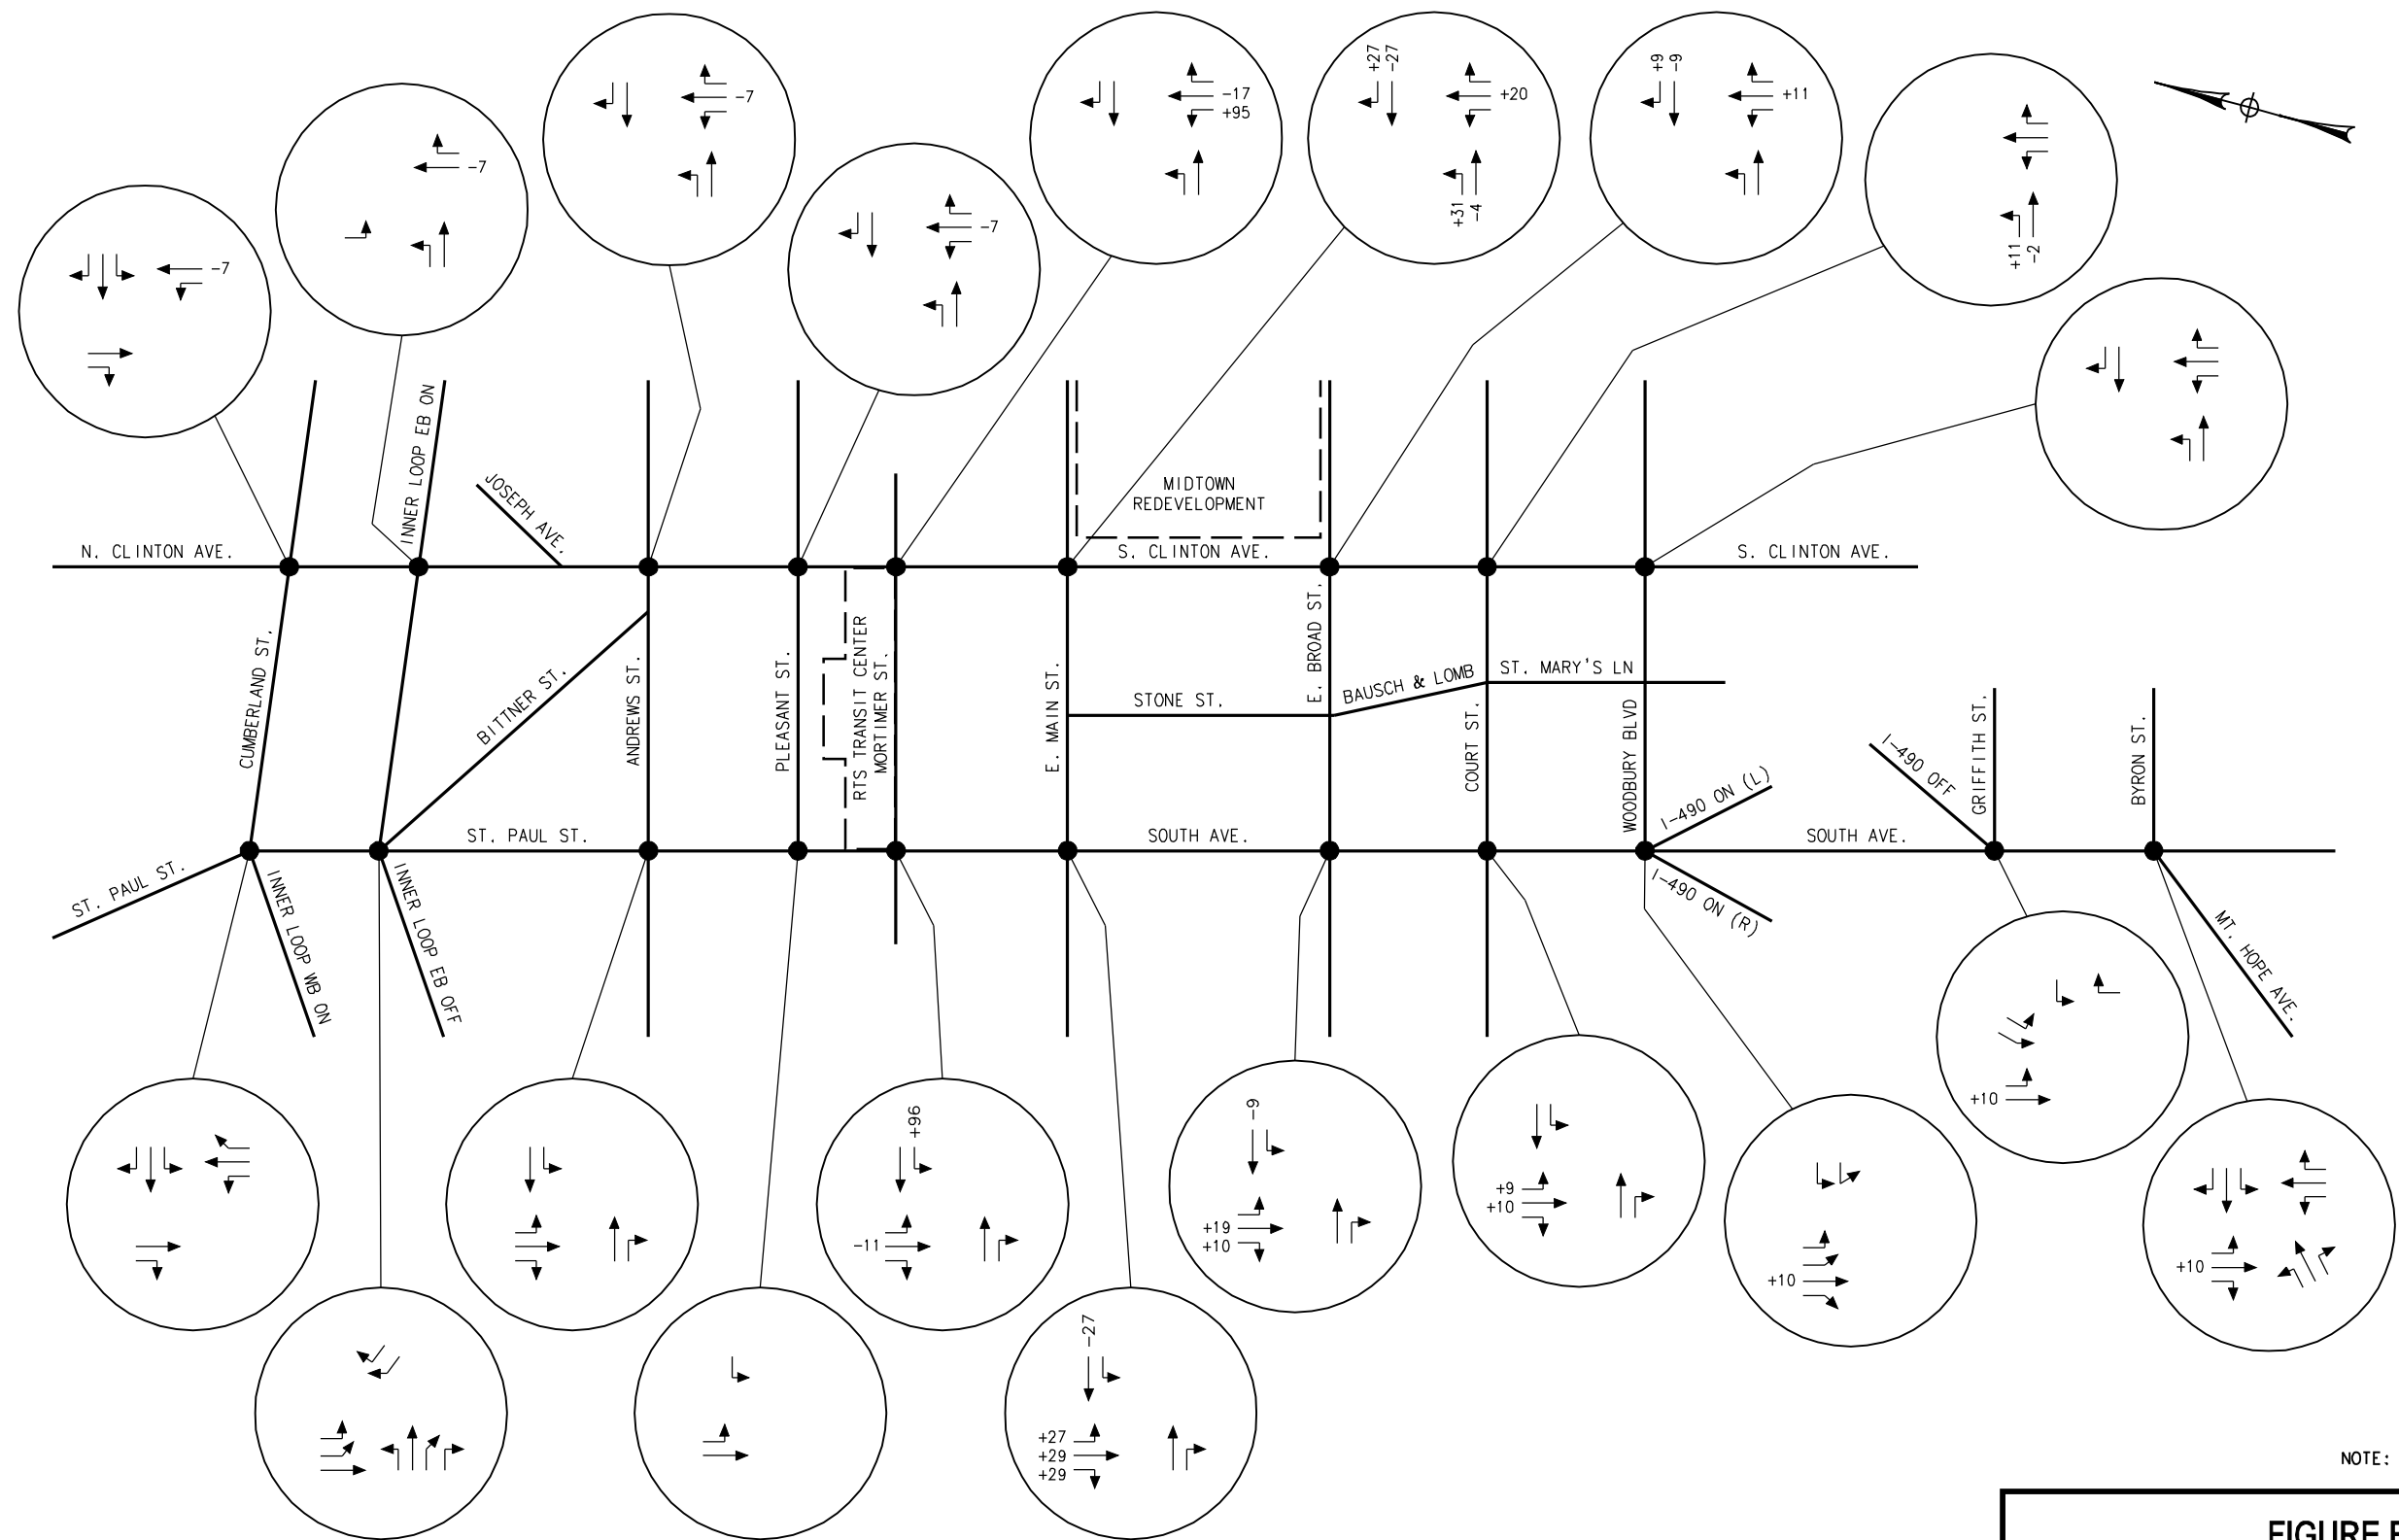 +27
-27
+9
-9
-7
-17
+95
+20
+11
-7
-7
-7
+31
-4
+11
-2
INNER LOOP EB ON
JOSEPH AVE.
MIDTOWN
REDEVELOPMENT
N. CLINTON AVE.
S. CLINTON AVE.
S. CLINTON AVE.
CUMBERLAND ST.
BITTNER ST.
ANDREWS ST.
PLEASANT ST.
RTS TRANSIT CENTER
MORTIMER ST.
E. MAIN ST.
STONE ST.
E. BROAD ST.
BAUSCH & LOMB
ST. MARY'S LN
COURT ST.
WOODBURY BLVD
I-490 ON (L)
I-490 OFF
GRIFFITH ST.
BYRON ST.
ST. PAUL ST.
SOUTH AVE.
SOUTH AVE.
ST. PAUL ST.
INNER LOOP WB ON
INNER LOOP EB OFF
I-490 ON (R)
MT. HOPE AVE.
+96
-11
-9
+19
+10
+9
+10
+10
+10
+10
-27
+27
+29
+29
NOTE:
FIGURE